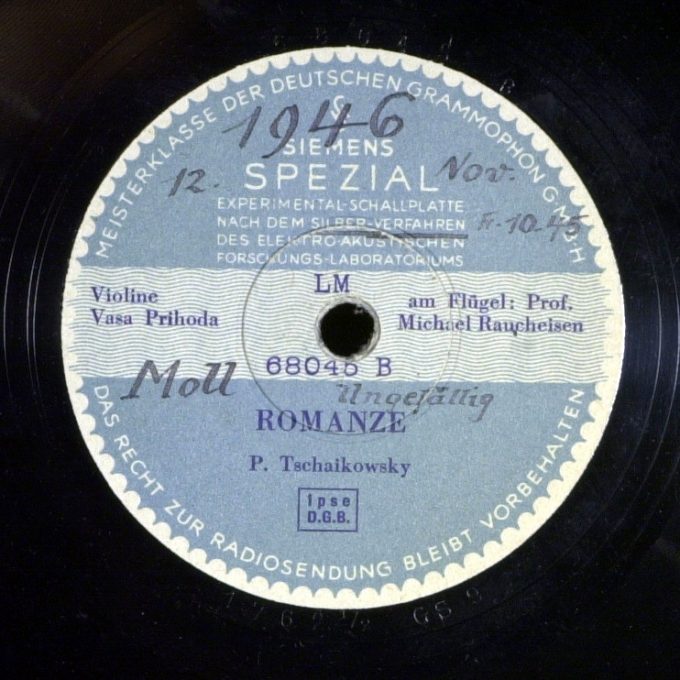 MEISTERKLASSE DER DEUTSCHEN GRAMMOPHON G.M.B.H
1946
SIEMENS
12. Nov.
SPEZIAL
EXPERIMENTAL-SCHALLPLATTE
NACH DEM SILBER-VERFAHREN
DES ELEKTRO-AKUSTISCHEN
FORSCHUNGS-LABORATORIUMS
LM
Violine
Vasa Prihoda
am Flügel: Prof.
Michael Raucheisen
68045 B
Moll
Ungefällig
ROMANZE
P. Tschaikowsky
Ipse
D.G.B.
DAS RECHT ZUR RADIOSENDUNG BLEIBT VORBEHALTEN